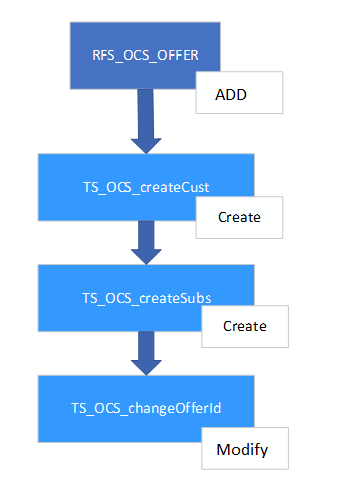 RFS_OCS_OFFER
ADD
TS_OCS_createCust
Create
TS_OCS_createSubs
Create
TS_OCS_changeOfferId
Modify